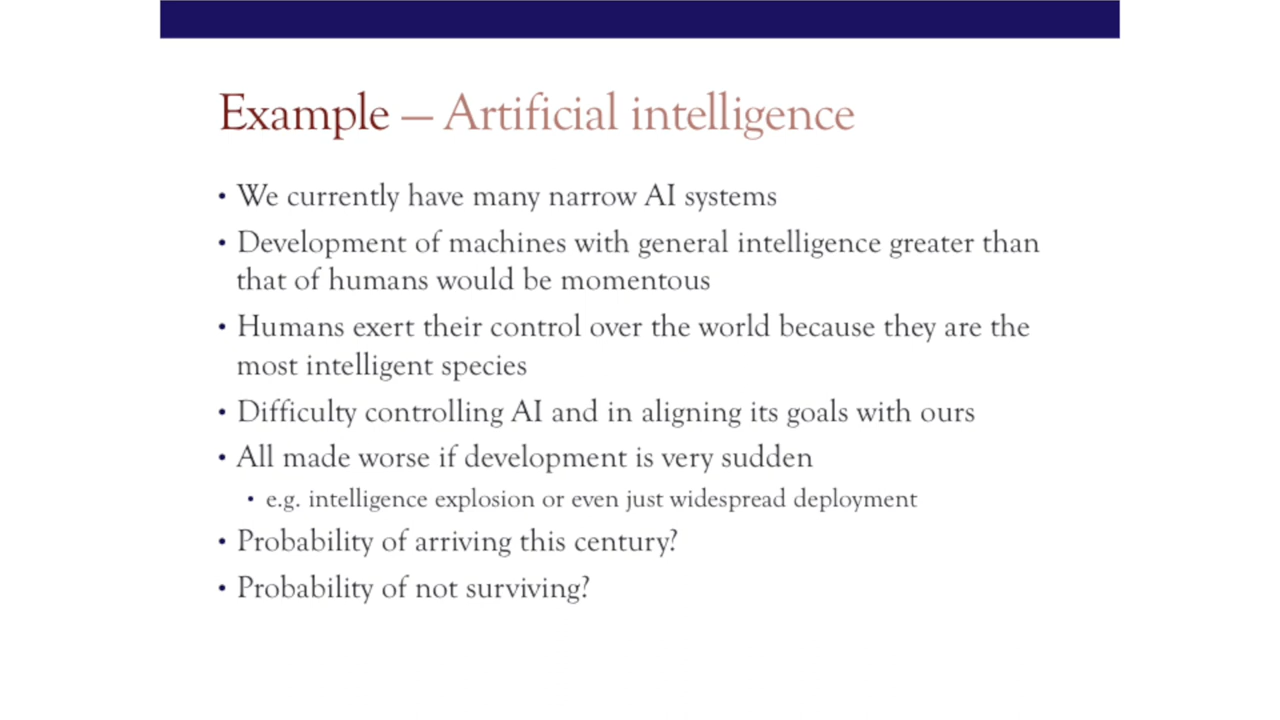 Example – Artificial intelligence
• We currently have many narrow AI systems
• Development of machines with general intelligence greater than
that of humans would be momentous
• Humans exert their control over the world because they are the
most intelligent species
• Difficulty controlling AI and in aligning its goals with ours
• All made worse if development is very sudden
• e.g. intelligence explosion or even just widespread deployment
• Probability of arriving this century?
• Probability of not surviving?